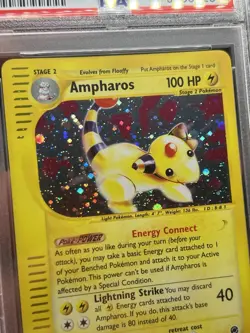 STAGE 2
Evolves from Flaaffy
Put Ampharos on the Stage 1 card
Ampharos
100 HP
Stage 2 Pokémon
Light Pokémon. Length: 4' 7", Weight: 136 lbs. ID: 181
Energy Connect
POKé-POWER
As often as you like during your turn (before your
attack), you may take a basic Energy card attached to 1
of your Benched Pokémon and attach it to your Active
Pokémon. This power can't be used if Ampharos is
affected by a Special Condition.
Lightning Strike You may discard
all Energy cards attached to
Ampharos. If you do, this attack's base 40
damage is 80 instead of 40.
retreat cost